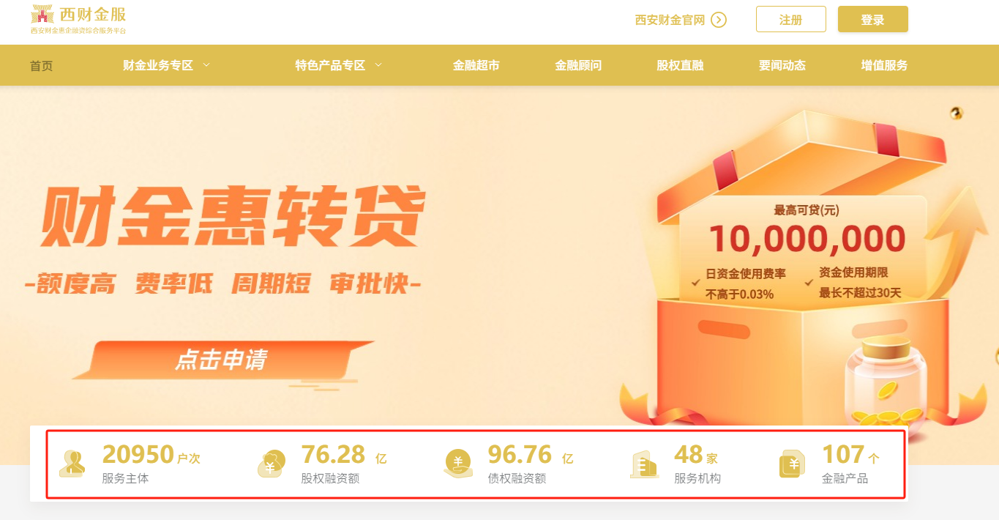 西财金服
西安财金惠企融资综合服务平台
西安财金官网
注册
登录
首页
财金业务专区
特色产品专区
金融超市
金融顾问
股权直融
要闻动态
增值服务
财金惠转贷
-额度高 费率低 周期短 审批快-
点击申请
最高可贷(元)
10,000,000
日资金使用费率
不高于0.03%
资金使用期限
最长不超过30天
20950 户次
服务主体
76.28 亿
股权融资额
96.76 亿
债权融资额
48 家
服务机构
107 个
金融产品